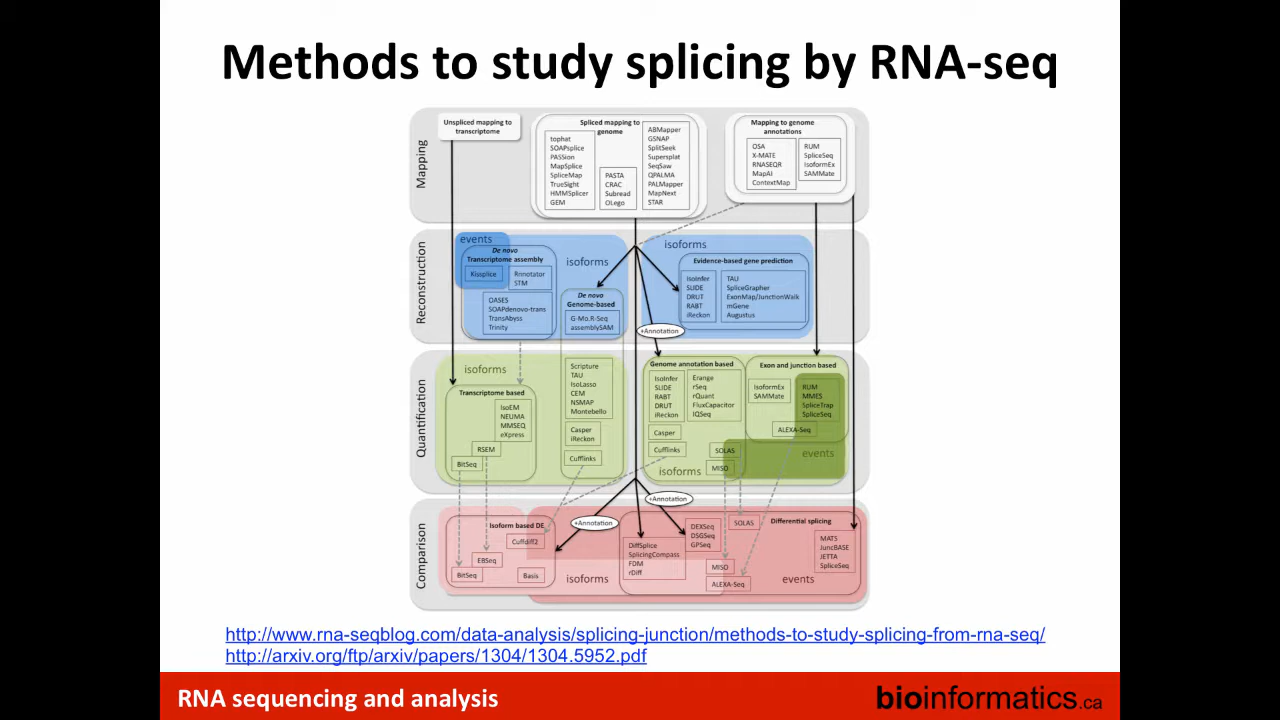 Methods to study splicing by RNA-seq
Mapping
Unspliced mapping to
transcriptome
Spliced mapping to
genome
tophat
SOAPsplice
PASSion
MapSplice
SpliceMap
TrueSight
HMMSplicer
GEM
PASTA
CRAC
Subread
OLego
ABMapper
GSNAP
SplitSeek
Supersplat
SeqSaw
QPALMA
PALMapper
MapNext
STAR
Mapping to genome
annotations
OSA
X-MATE
RNASEQR
MapAI
ContextMap
RUM
SpliceSeq
IsoformEx
SAMMate
Reconstruction
events
De novo
Transcriptome assembly
Kissplice
Rnnotator
STM
OASES
SOAPdenovo-trans
TransAbyss
Trinity
isoforms
De novo
Genome-based
G-Mo.R-Seq
assemblySAM
isoforms
Evidence-based gene prediction
IsoInfer
SLIDE
DRUT
RABT
iReckon
TAU
SpliceGrapher
ExonMap/JunctionWalk
mGene
Augustus
+Annotation
Quantification
isoforms
Transcriptome based
IsoEM
NEUMA
MMSEQ
eXpress
RSEM
BitSeq
Scripture
TAU
IsoLasso
CEM
NSMAP
Montebello
Casper
iReckon
Cufflinks
Genome annotation based
IsoInfer
SLIDE
RABT
DRUT
iReckon
Erange
rSeq
rQuant
FluxCapacitor
IQSeq
Casper
Cufflinks
SOLAS
MISO
isoforms
Exon and junction based
IsoformEx
SAMMate
RUM
MMES
SpliceTrap
SpliceSeq
ALEXA-Seq
events
Comparison
Isoform based DE
Cuffdiff2
EBSeq
BitSeq
Basis
+Annotation
isoforms
+Annotation
DiffSplice
SplicingCompass
FDM
rDiff
DEXSeq
DSGSeq
GPSeq
SOLAS
MISO
ALEXA-Seq
Differential splicing
MATS
JuncBASE
JETTA
SpliceSeq
events
http://www.rna-seqblog.com/data-analysis/splicing-junction/methods-to-study-splicing-from-rna-seq/
http://arxiv.org/ftp/arxiv/papers/1304/1304.5952.pdf
RNA sequencing and analysis
bioinformatics.ca